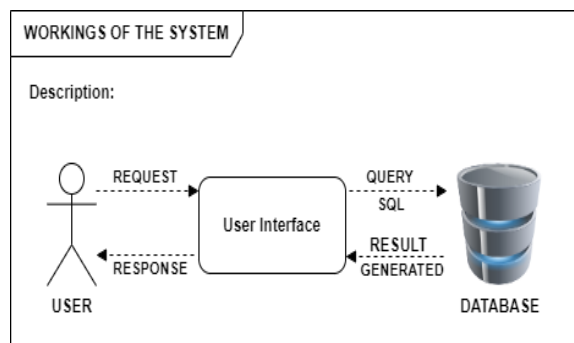 WORKINGS OF THE SYSTEM
Description:
REQUEST
QUERY
SQL
User Interface
RESPONSE
RESULT
GENERATED
USER
DATABASE